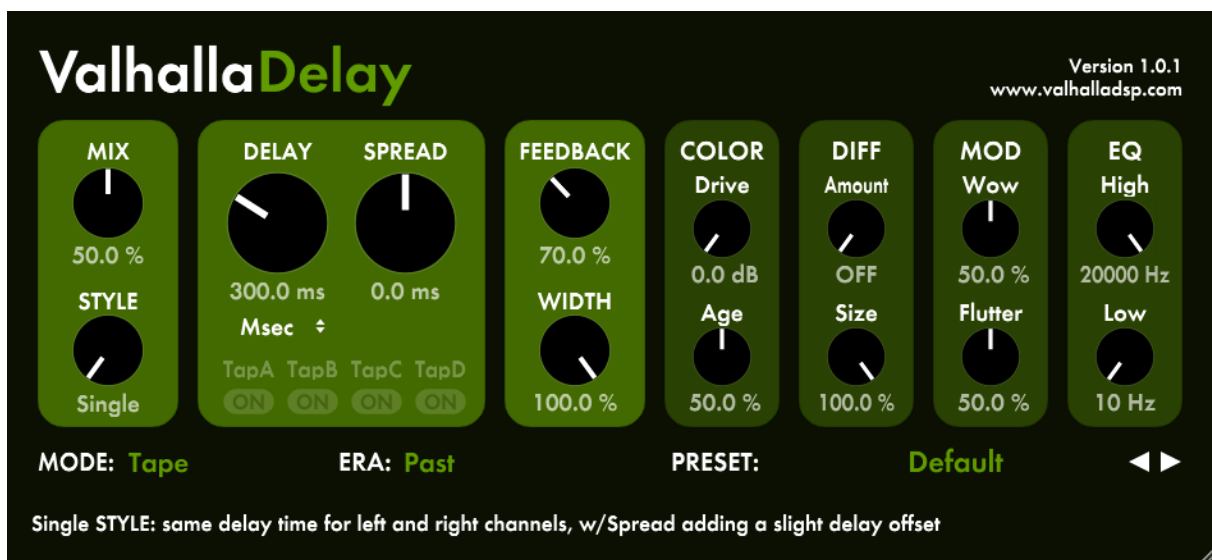 ValhallaDelay
Version 1.0.1
www.valhalladsp.com
MIX
50.0 %
STYLE
Single
DELAY
300.0 ms
Msec
SPREAD
0.0 ms
TapA TapB TapC TapD
ON ON ON ON
FEEDBACK
70.0 %
WIDTH
100.0 %
COLOR
Drive
0.0 dB
Age
50.0 %
DIFF
Amount
OFF
Size
100.0 %
MOD
Wow
50.0 %
Flutter
50.0 %
EQ
High
20000 Hz
Low
10 Hz
MODE: Tape
ERA: Past
PRESET: Default
Single STYLE: same delay time for left and right channels, w/Spread adding a slight delay offset